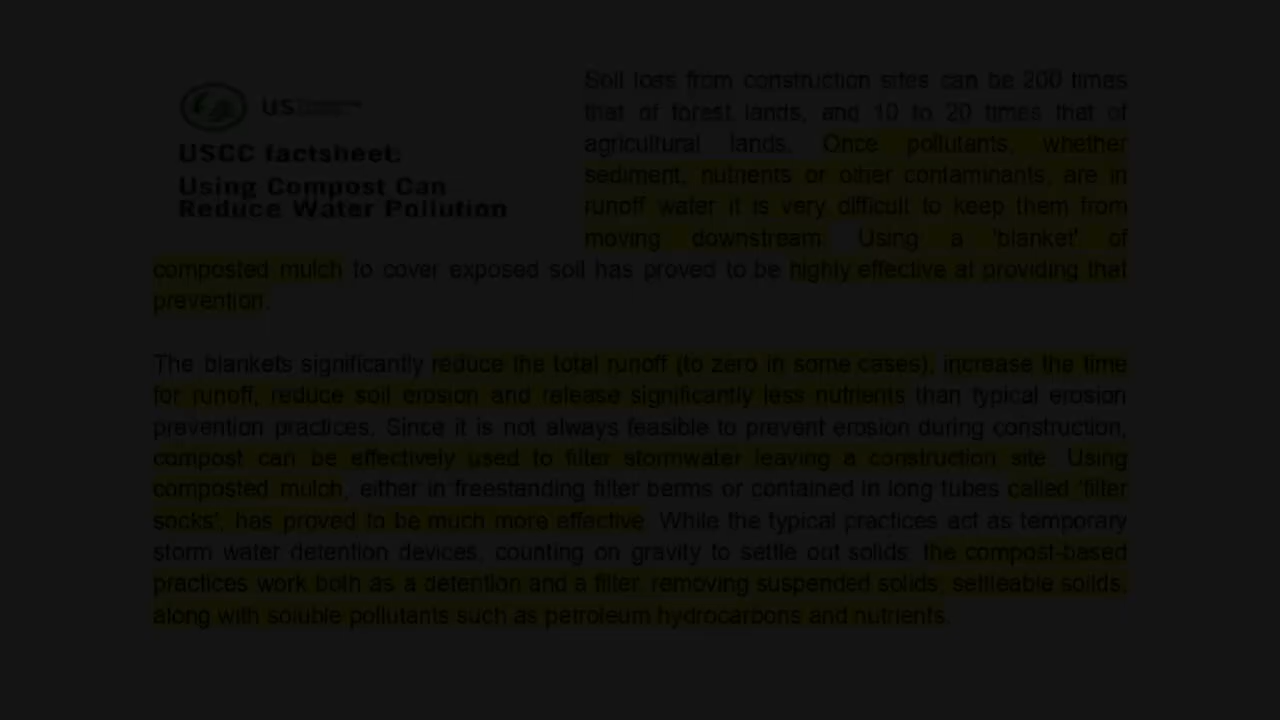 US
USCC factsheet:
Using Compost Can
Reduce Water Pollution
Soil loss from construction sites can be 200 times
that of forest lands, and 10 to 20 times that of
agricultural lands. Once pollutants, whether
sediment, nutrients or other contaminants, are in
runoff water it is very difficult to keep them from
moving downstream. Using a 'blanket' of
composted mulch to cover exposed soil has proved to be highly effective at providing that
prevention.
The blankets significantly reduce the total runoff (to zero in some cases), increase the time
for runoff, reduce soil erosion and release significantly less nutrients than typical erosion
prevention practices. Since it is not always feasible to prevent erosion during construction,
compost can be effectively used to filter stormwater leaving a construction site. Using
composted mulch, either in freestanding filter berms or contained in long tubes called 'filter
socks', has proved to be much more effective. While the typical practices act as temporary
storm water detention devices, counting on gravity to settle out solids, the compost-based
practices work both as a detention and a filter, removing suspended solids, settleable solids,
along with soluble pollutants such as petroleum hydrocarbons and nutrients.